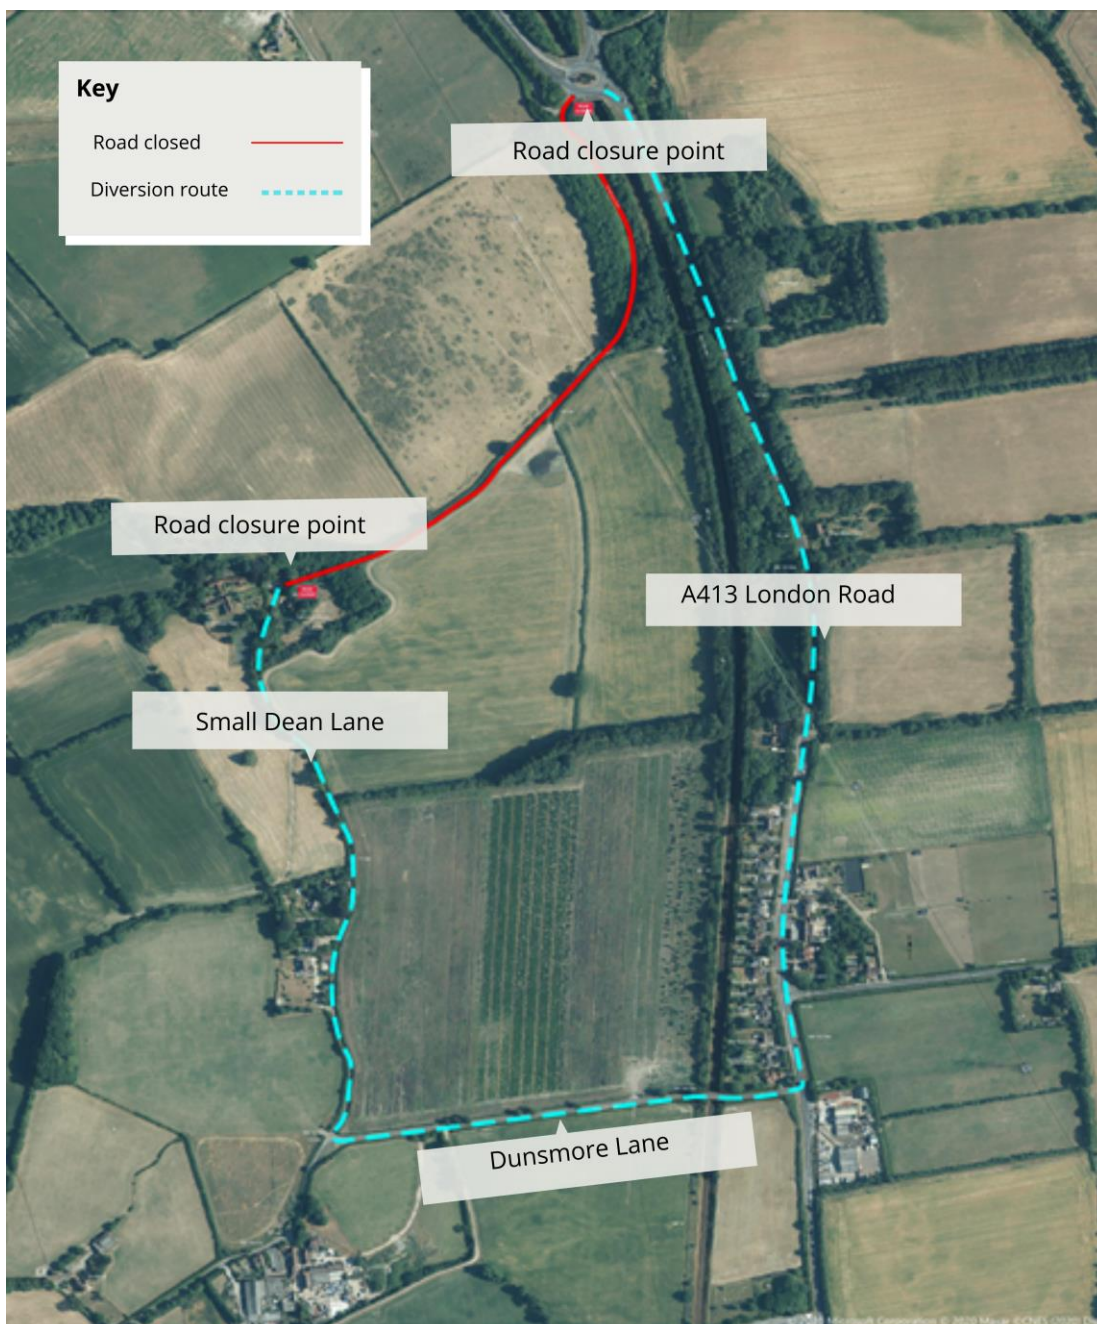 Key
Road closed
Diversion route
Road closure point
Road closure point
A413 London Road
Small Dean Lane
Dunsmore Lane